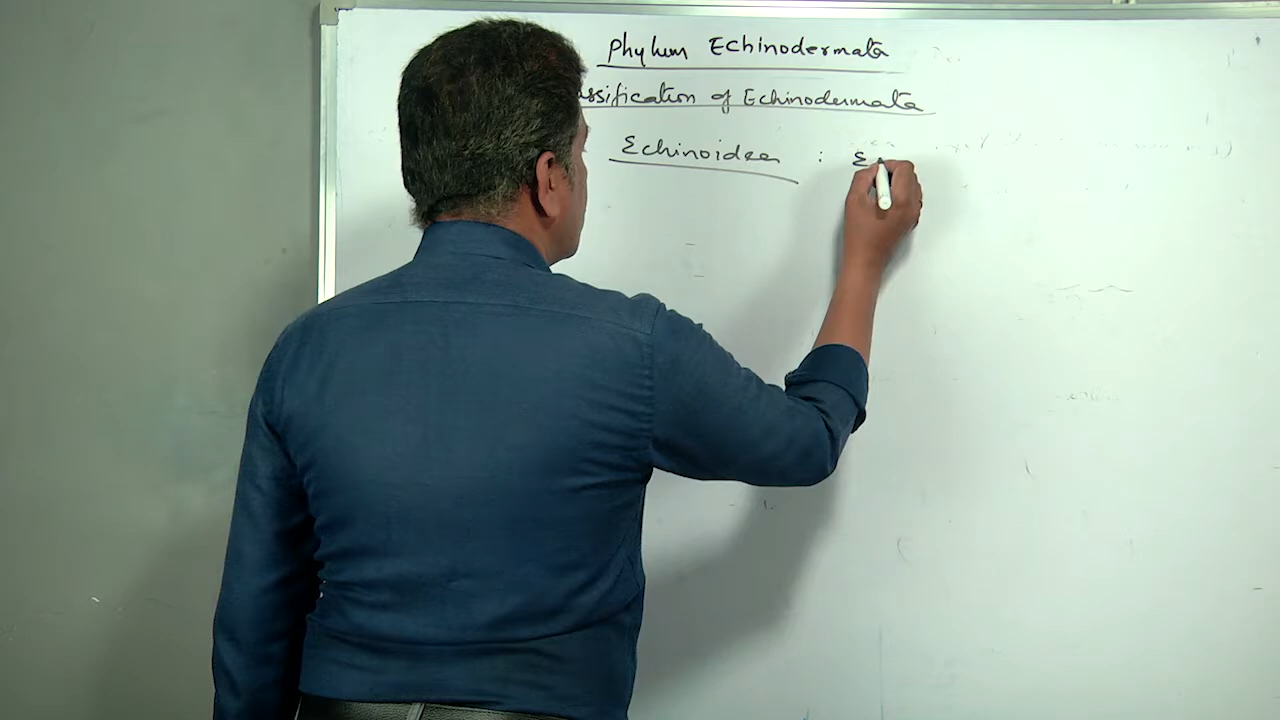 Phylum Echinodermata
ssification of Echinodermata
Echinoidea : E